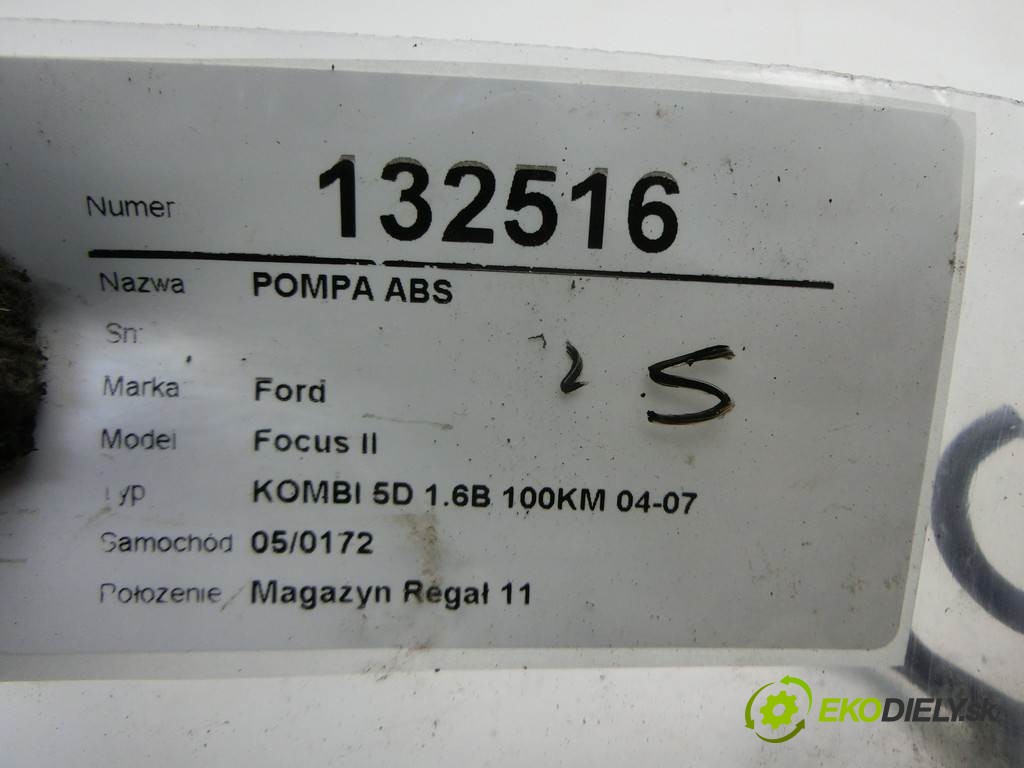 Numer 132516
Nazwa POMPA ABS
Sn:
Marka Ford
Model Focus II
Typ KOMBI 5D 1.6B 100KM 04-07
Samochód 05/0172
Położenie Magazyn Regał 11
EKODIELY.sk